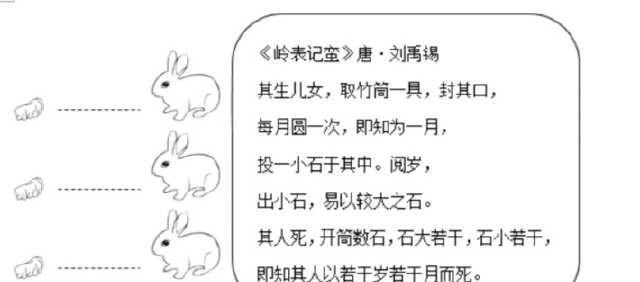 《岭表记蛮》唐·刘禹锡
其生儿女，取竹筒一具，封其口，
每月圆一次，即知为一月，
投一小石于其中。阅岁，
出小石，易以较大之石。
其人死，开筒数石，石大若干，石小若干，
即知其人以若干岁若干月而死。